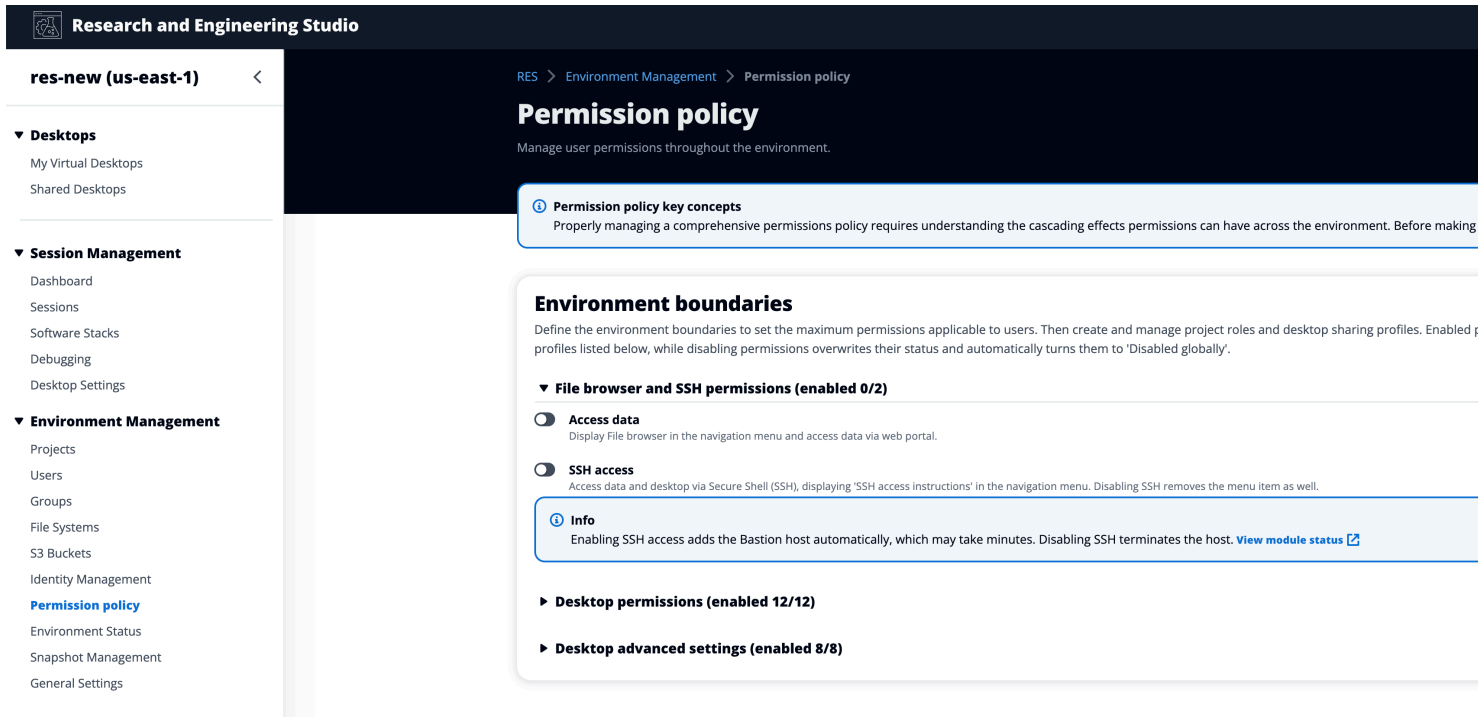 Research and Engineering Studio
res-new (us-east-1)
Desktops
My Virtual Desktops
Shared Desktops
Session Management
Dashboard
Sessions
Software Stacks
Debugging
Desktop Settings
Environment Management
Projects
Users
Groups
File Systems
S3 Buckets
Identity Management
Permission policy
Environment Status
Snapshot Management
General Settings
RES > Environment Management > Permission policy
Permission policy
Manage user permissions throughout the environment.
Permission policy key concepts
Properly managing a comprehensive permissions policy requires understanding the cascading effects permissions can have across the environment. Before making
Environment boundaries
Define the environment boundaries to set the maximum permissions applicable to users. Then create and manage project roles and desktop sharing profiles. Enabled
profiles listed below, while disabling permissions overwrites their status and automatically turns them to 'Disabled globally'.
File browser and SSH permissions (enabled 0/2)
Access data
Display File browser in the navigation menu and access data via web portal.
SSH access
Access data and desktop via Secure Shell (SSH), displaying 'SSH access instructions' in the navigation menu. Disabling SSH removes the menu item as well.
Info
Enabling SSH access adds the Bastion host automatically, which may take minutes. Disabling SSH terminates the host. View module status
Desktop permissions (enabled 12/12)
Desktop advanced settings (enabled 8/8)